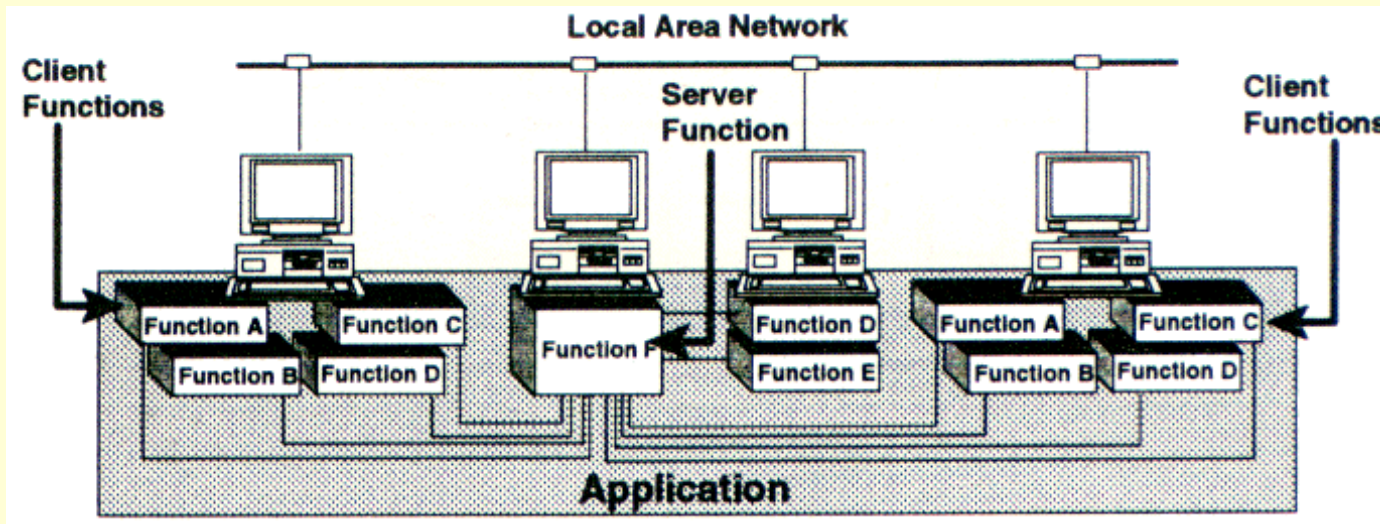 Local Area Network
Client
Functions
Server
Function
Client
Functions
Function A
Function C
Function B
Function D
Function F
Function D
Function E
Function A
Function C
Function B
Function D
Application